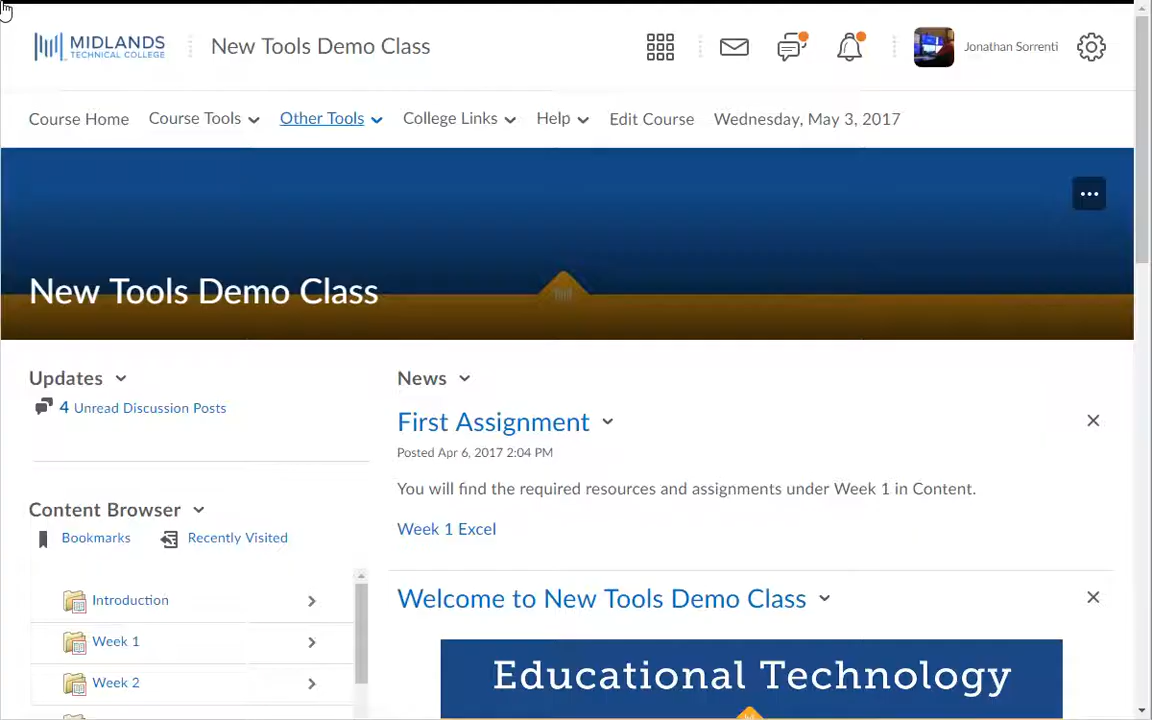 MIDLANDS
TECHNICAL COLLEGE
New Tools Demo Class
Jonathan Sorrenti
Course Home Course Tools Other Tools College Links Help Edit Course Wednesday, May 3, 2017
New Tools Demo Class
Updates
4 Unread Discussion Posts
Content Browser
Bookmarks Recently Visited
Introduction
Week 1
Week 2
News
First Assignment
Posted Apr 6, 2017 2:04 PM
You will find the required resources and assignments under Week 1 in Content.
Week 1 Excel
Welcome to New Tools Demo Class
Educational Technology